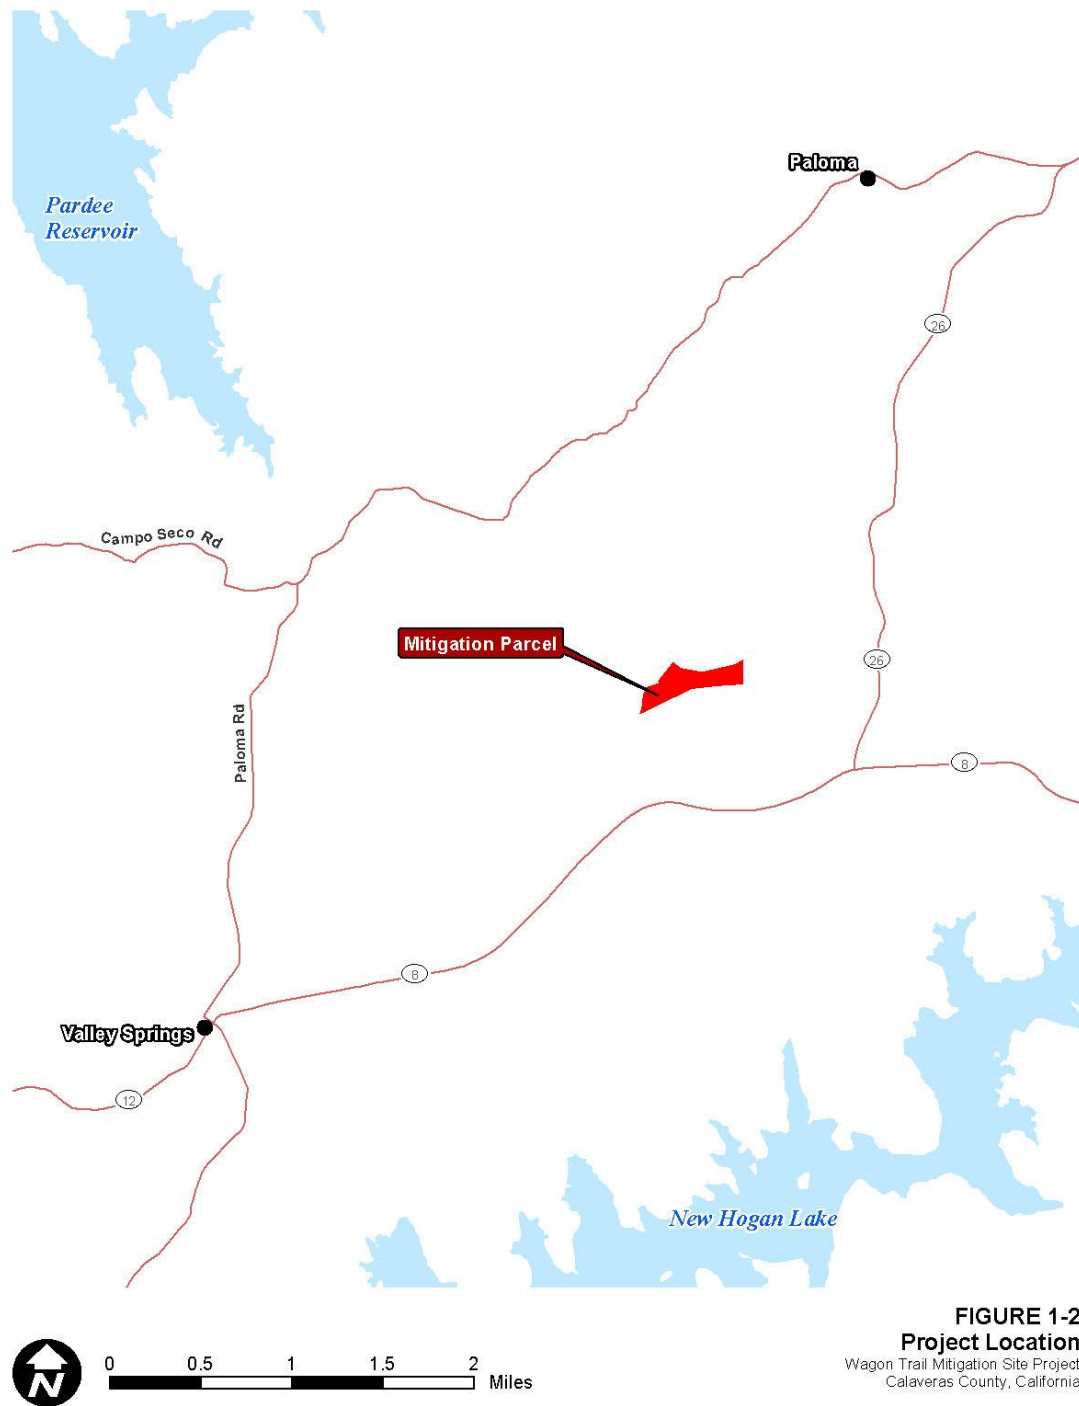 Paloma
Pardee
Reservoir
26
Campo Seco Rd
Mitigation Parcel
26
Paloma Rd
8
8
Valley Springs
12
New Hogan Lake
FIGURE 1-2
Project Location
Wagon Trail Mitigation Site Project
Calaveras County, California
N
0 0.5 1 1.5 2
Miles